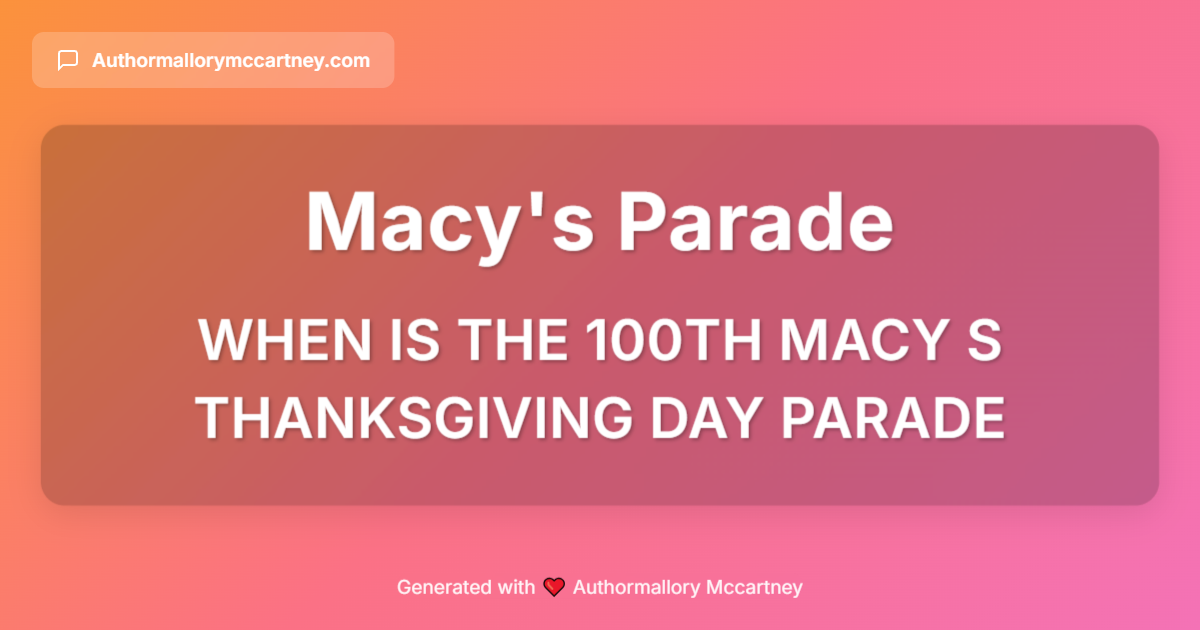 Authormallorymccartney.com
Macy's Parade
WHEN IS THE 100TH MACY S
THANKSGIVING DAY PARADE
Generated with ❤️ Authormallory Mccartney